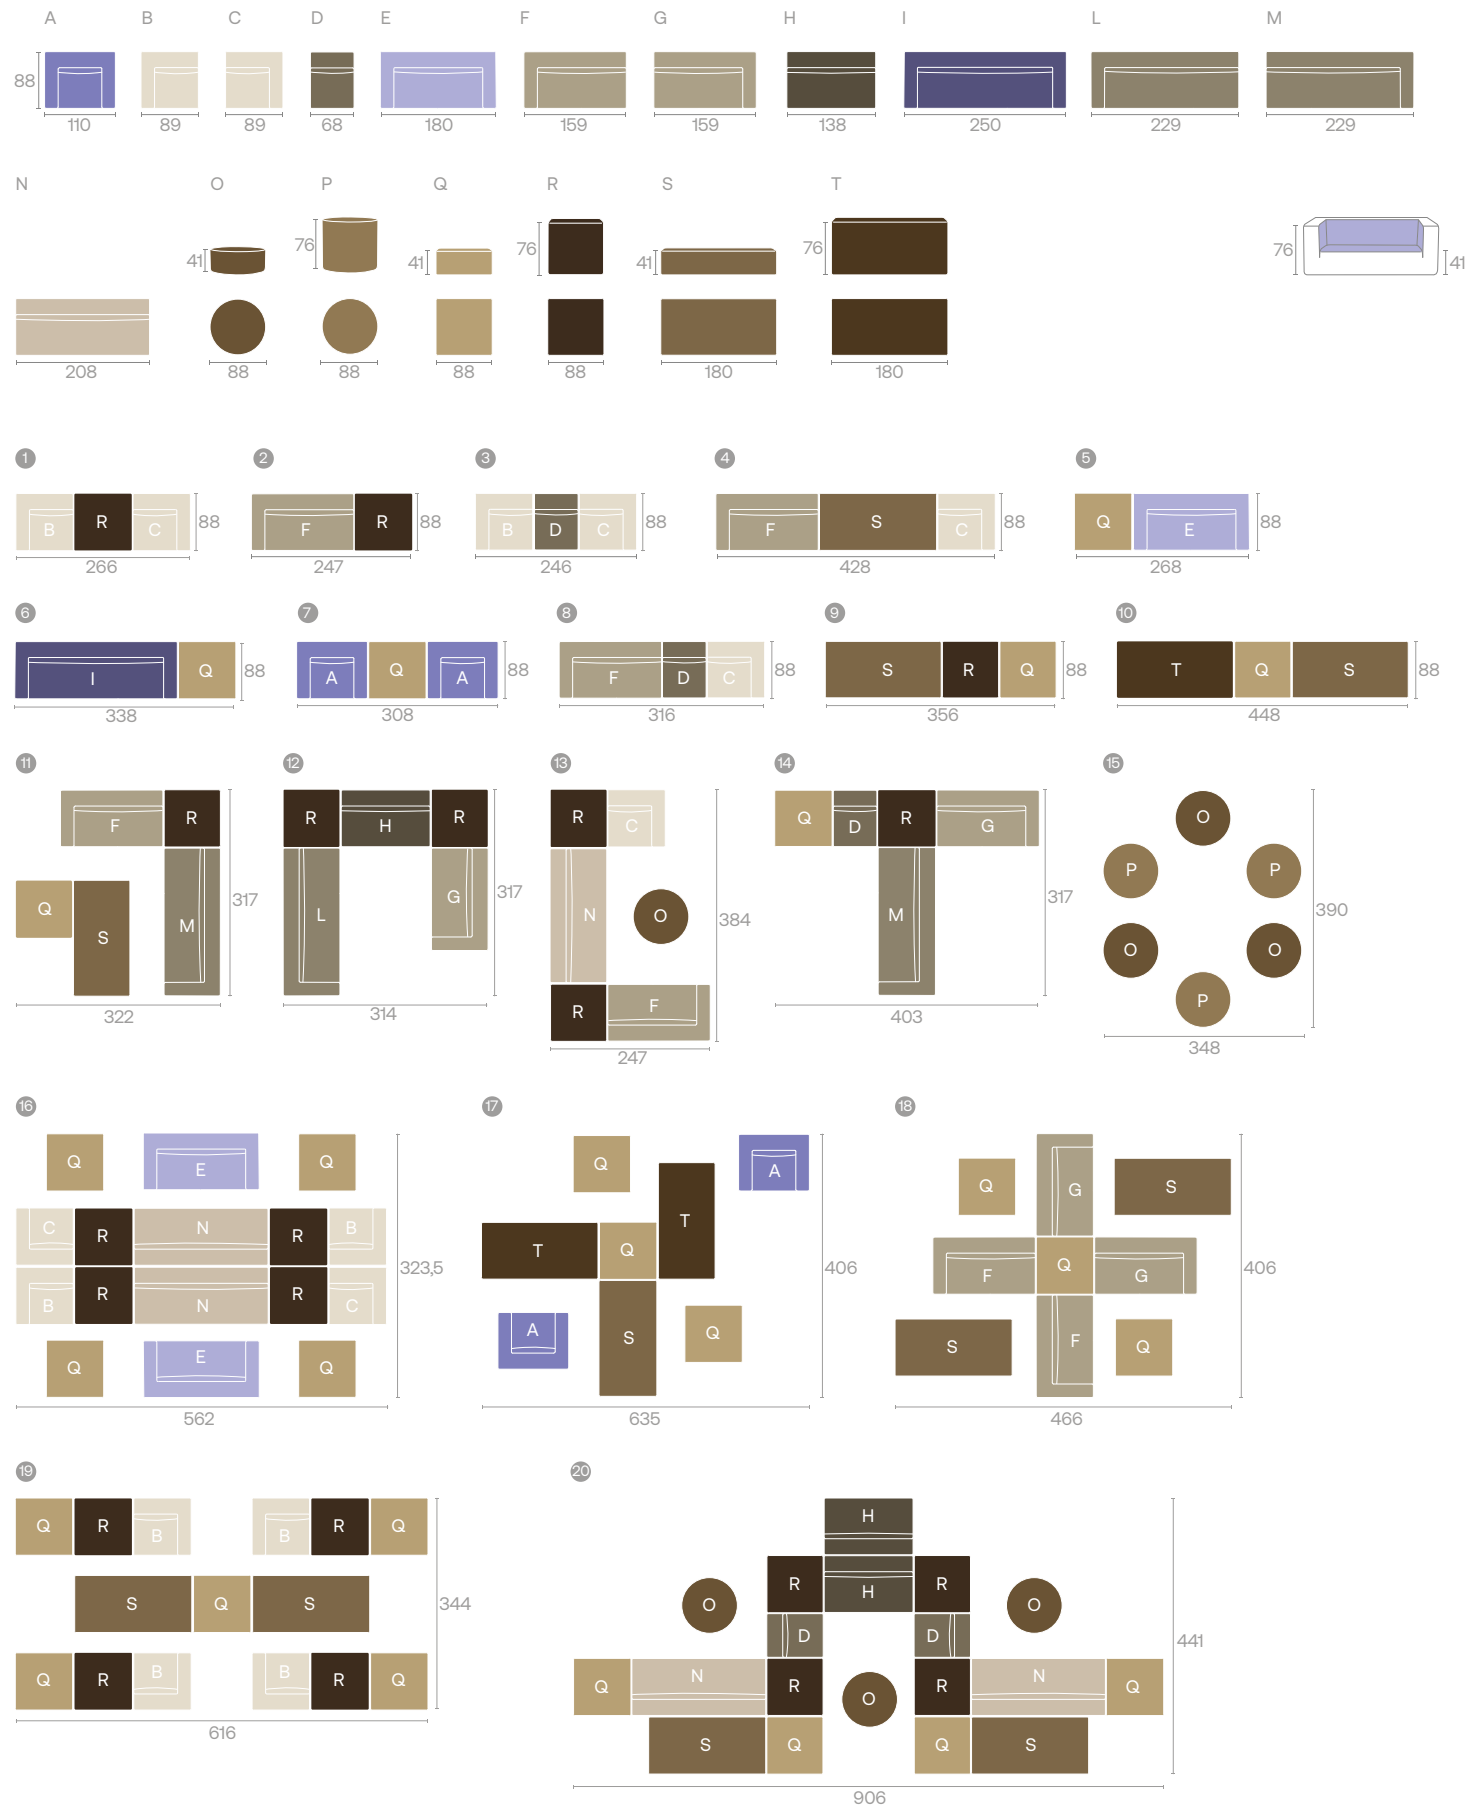 A B C D E F G H I L M
88
110 89 89 68 180 159 159 138 250 229 229
N O P Q R S T
41 76 41 76 41 76 76 41
208 88 88 88 88 180 180
1 2 3 4 5
B R C 88 F R 88 B D C 88 F S C 88 Q E 88
266 247 246 428 268
6 7 8 9 10
I Q 88 A Q A 88 F D C 88 S R Q 88 T Q S 88
338 308 316 356 448
11 12 13 14 15
F R
Q
S
M
317
322
R H R
L
G
317
314
R C
N
O
R F
384
247
Q D R G
M
317
403
O
P P
O O
P
390
348
16 17 18
Q E Q
C R N R B
B R N R C
Q E Q
323,5
562
Q A
T
T Q
A
S
Q
406
635
Q G S
F Q G
S F Q
406
466
19 20
Q R B B R Q
S Q S
Q R B B R Q
344
616
H
R H R
O O
D D
Q N R O R N Q
S Q Q S
441
906